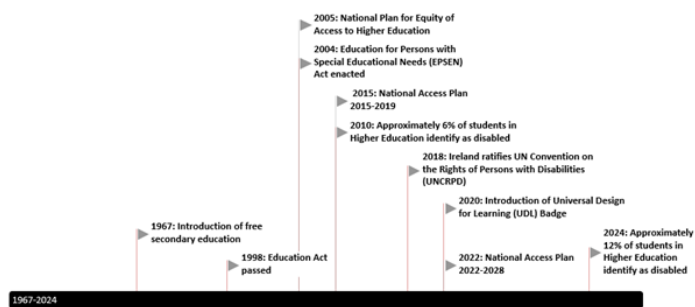 2005: National Plan for Equity of
Access to Higher Education
2004: Education for Persons with
Special Educational Needs (EPSEN)
Act enacted
2015: National Access Plan
2015-2019
2010: Approximately 6% of students in
Higher Education identify as disabled
2018: Ireland ratifies UN Convention on
the Rights of Persons with Disabilities
(UNCRPD)
2020: Introduction of Universal Design
for Learning (UDL) Badge
1967: Introduction of free
secondary education
2024: Approximately
12% of students in
Higher Education
identify as disabled
1998: Education Act
passed
2022: National Access Plan
2022-2028
1967-2024